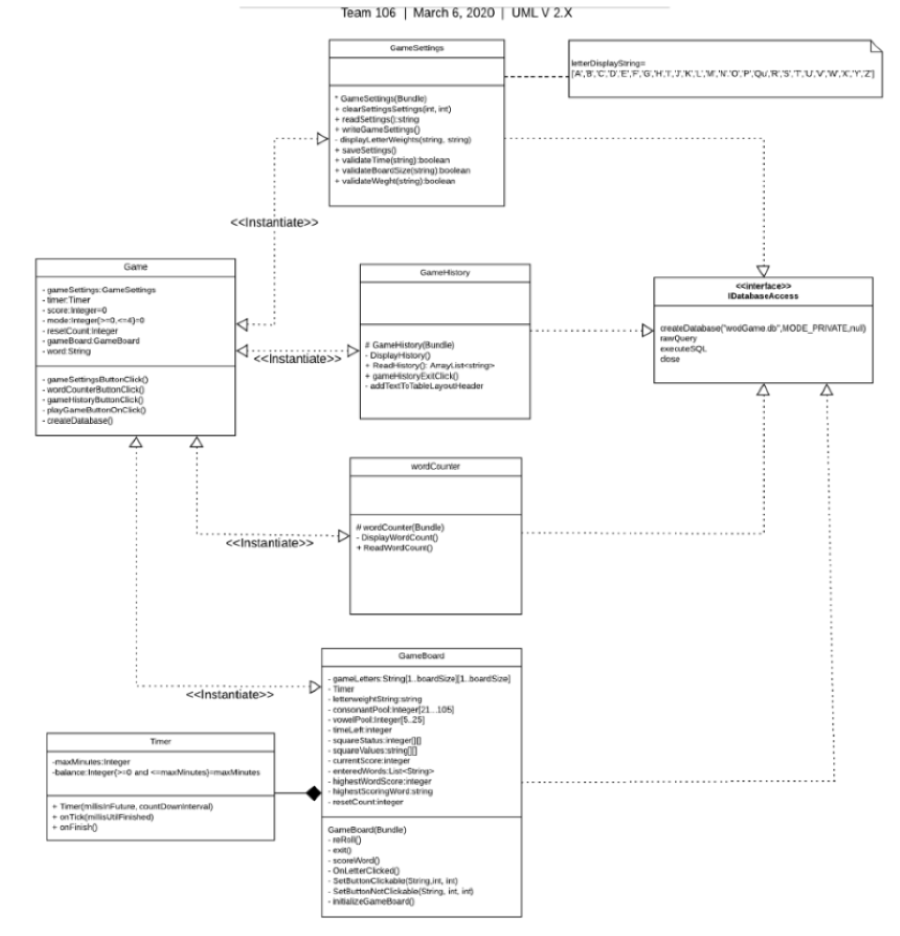 Team 106 | March 6, 2020 | UML V 2.X
GameSettings
* GameSettings(Bundle)
+ clearSettingsSettings(int, int)
+ readSettings():string
+ writeGameSettings()
- displayLetterWeights(string, string)
+ saveSettings()
+ validateTime(string):boolean
+ validateBoardSize(string):boolean
+ validateWeght(string):boolean
letterDisplayString=
['A','B','C','D','E','F','G','H','I','J','K','L','M','N','O','P','Qu','R','S','T','U','V','W','X','Y','Z']
<<Instantiate>>
Game
- gameSettings:GameSettings
- timer:Timer
- score:Integer=0
- mode:Integer(>=0,<=4)=0
- resetCount:Integer
- gameBoard:GameBoard
- word:String
- gameSettingsButtonClick()
- wordCounterButtonClick()
- gameHistoryButtonClick()
- playGameButtonOnClick()
- createDatabase()
<<Instantiate>>
GameHistory
# GameHistory(Bundle)
- DisplayHistory()
+ ReadHistory(): ArrayList<string>
+ gameHistoryExitClick()
- addTextToTableLayoutHeader
<<interface>>
IDatabaseAccess
createDatabase("wodGame.db",MODE_PRIVATE,null)
rawQuery
executeSQL
close
wordCounter
# wordCounter(Bundle)
- DisplayWordCount()
+ ReadWordCount()
<<Instantiate>>
GameBoard
- gameLetters:String[1..boardSize][1..boardSize]
- Timer
- letterweightString:string
- consonantPool:Integer[21...105]
- vowelPool:Integer[5..25]
- timeLeft:integer
- squareStatus:integer[][]
- squareValues:string[][]
- currentScore:integer
- enteredWords:List<String>
- highestWordScore:integer
- highestScoringWord:string
- resetCount:integer
GameBoard(Bundle)
- reRoll()
- exit()
- scoreWord()
- OnLetterClicked()
- SetButtonClickable(String,int, int)
- SetButtonNotClickable(String, int, int)
- initializeGameBoard()
<<Instantiate>>
Timer
-maxMinutes:Integer
-balance:Integer(>=0 and <=maxMinutes)=maxMinutes
+ Timer(millisInFuture, countDownInterval)
+ onTick(millisUtilFinished)
+ onFinish()